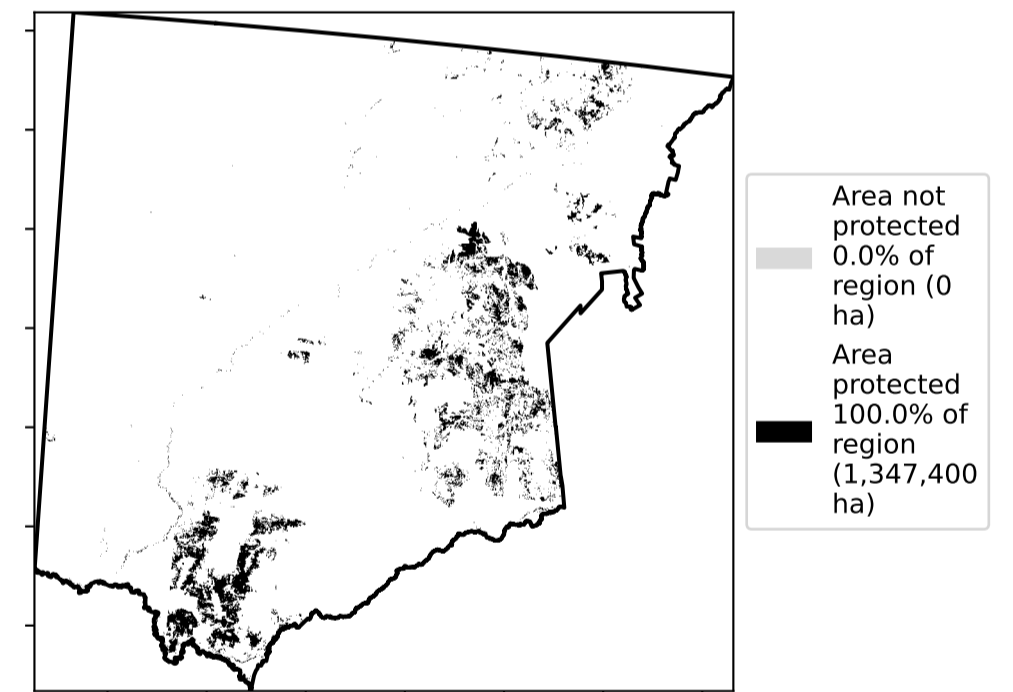 Area not
protected
0.0% of
region (0
ha)
Area
protected
100.0% of
region
(1,347,400
ha)